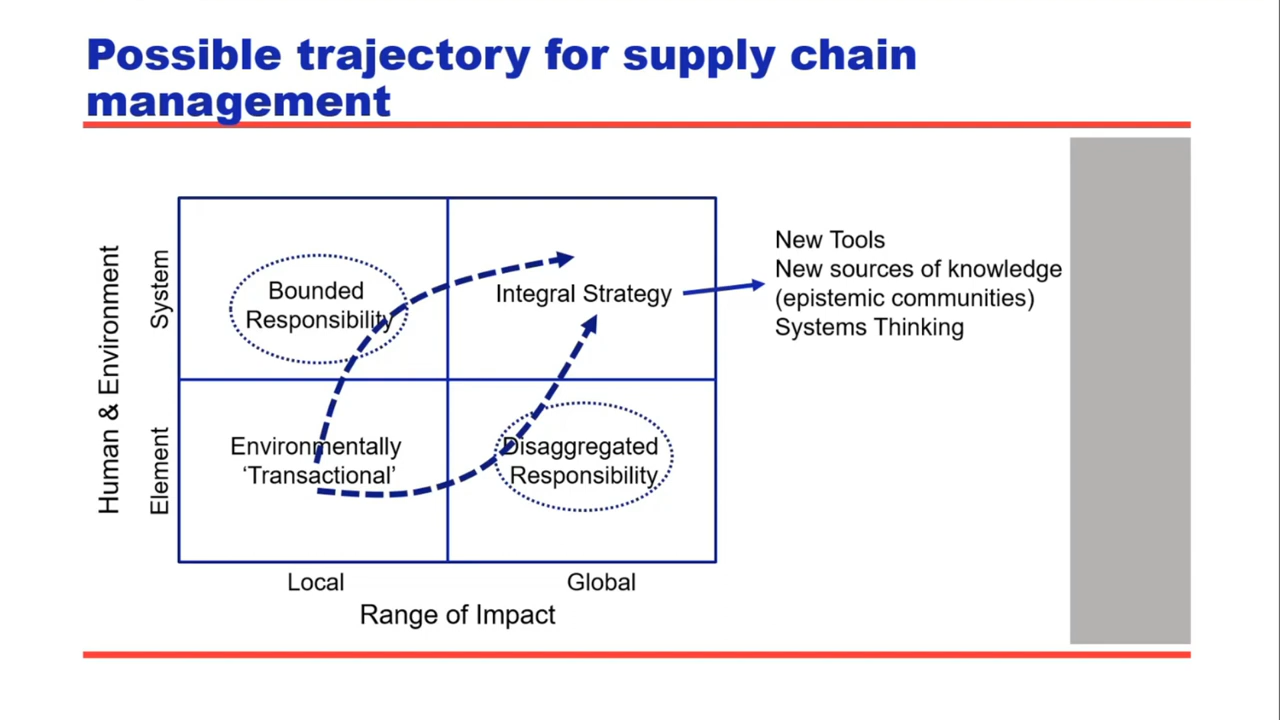 Possible trajectory for supply chain
management
Human & Environment
System
Element
Bounded
Responsibility
Integral Strategy
New Tools
New sources of knowledge
(epistemic communities)
Systems Thinking
Environmentally
‘Transactional’
Disaggregated
Responsibility
Local
Global
Range of Impact